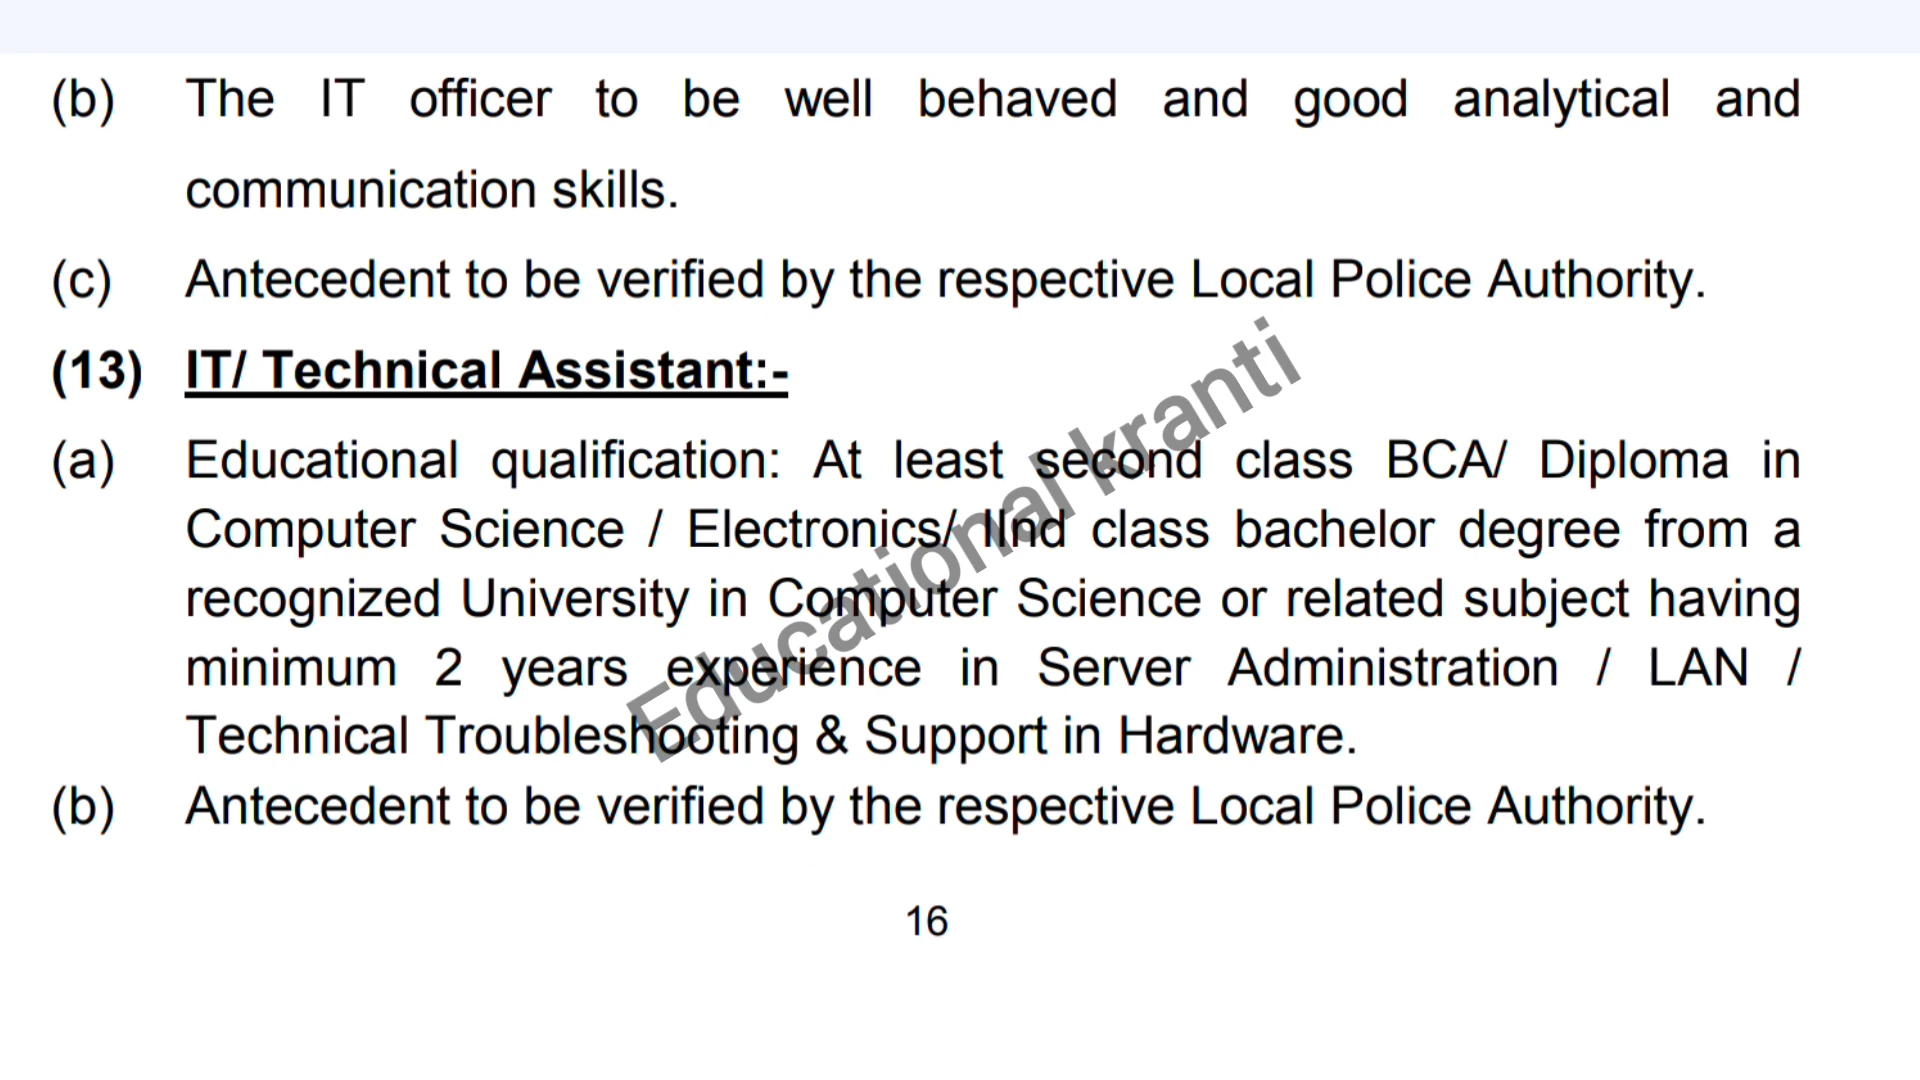 (b) The IT officer to be well behaved and good analytical and
communication skills.
(c) Antecedent to be verified by the respective Local Police Authority.
(13) IT/ Technical Assistant:-
(a) Educational qualification: At least second class BCA/ Diploma in
Computer Science / Electronics/ IInd class bachelor degree from a
recognized University in Computer Science or related subject having
minimum 2 years experience in Server Administration / LAN /
Technical Troubleshooting & Support in Hardware.
(b) Antecedent to be verified by the respective Local Police Authority.
16
Educational kranti